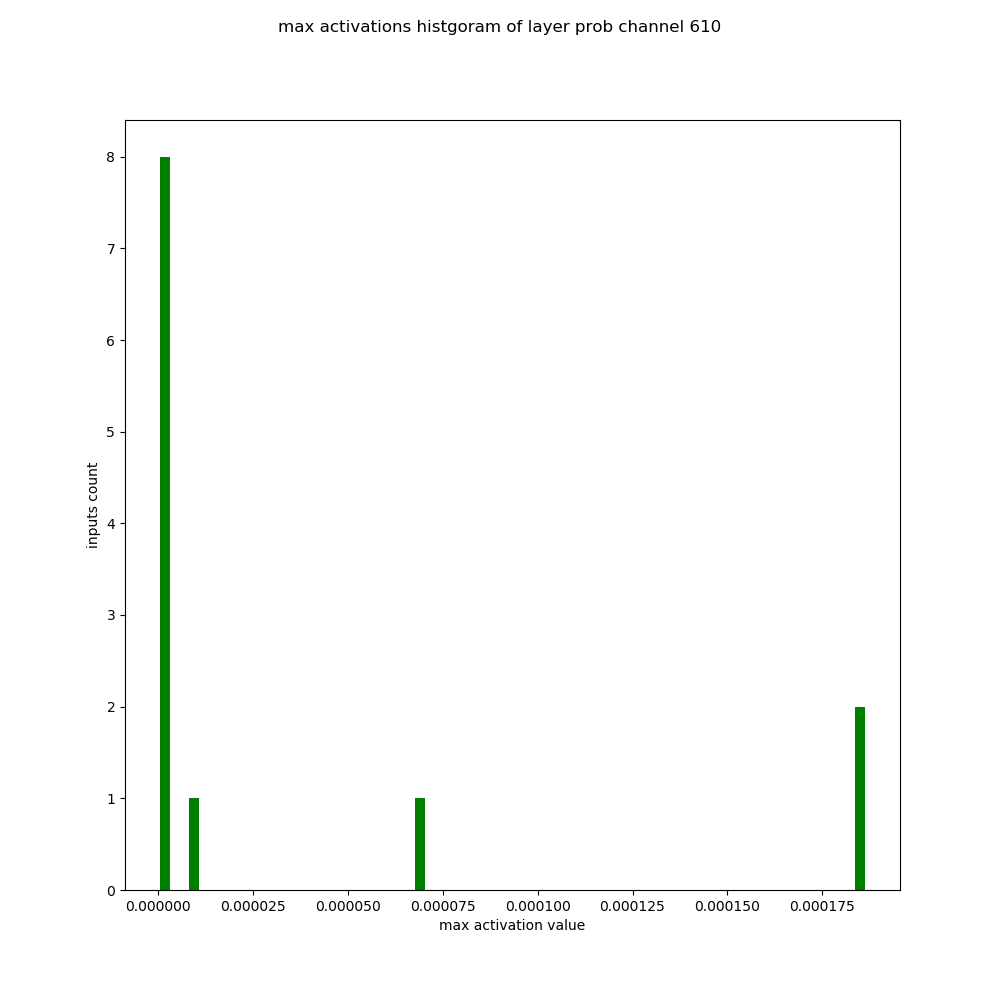 max activations histgoram of layer prob channel 610
8
7
6
5
4
3
2
1
0
inputs count
0.000000 0.000025 0.000050 0.000075 0.000100 0.000125 0.000150 0.000175
max activation value